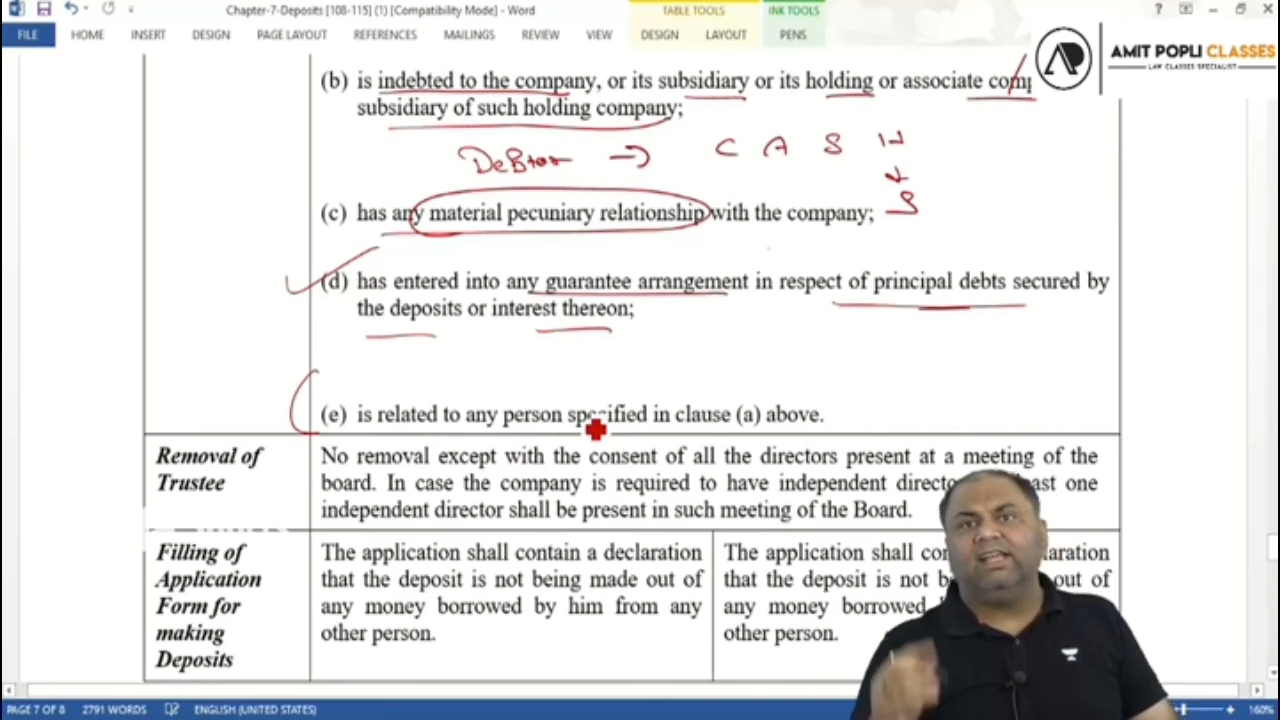 Chapter-7-Deposits [108-115] (1) [Compatibility Mode] - Word
TABLE TOOLS
INK TOOLS
FILE HOME INSERT DESIGN PAGE LAYOUT REFERENCES MAILINGS REVIEW VIEW DESIGN LAYOUT PENS
AP
AMIT POPLI CLASSES
LAW CLASSES SPECIALIST
(b) is indebted to the company, or its subsidiary or its holding or associate
subsidiary of such holding company;
DeBtor → C A S H
↓
S
(c) has any material pecuniary relationship with the company;
(d) has entered into any guarantee arrangement in respect of principal debts secured by
the deposits or interest thereon;
(e) is related to any person specified in clause (a) above.
Removal of
Trustee
No removal except with the consent of all the directors present at a meeting of the
board. In case the company is required to have independent one
independent director shall be present in such meeting of the Board.
Filling of
Application
Form for
making
Deposits
The application shall contain a declaration
that the deposit is not being made out of
any money borrowed by him from any
other person.
The application shall
that the deposit is not out of
any money borrowed
other person.
PAGE 7 OF 8 2791 WORDS ENGLISH (UNITED STATES) 160%